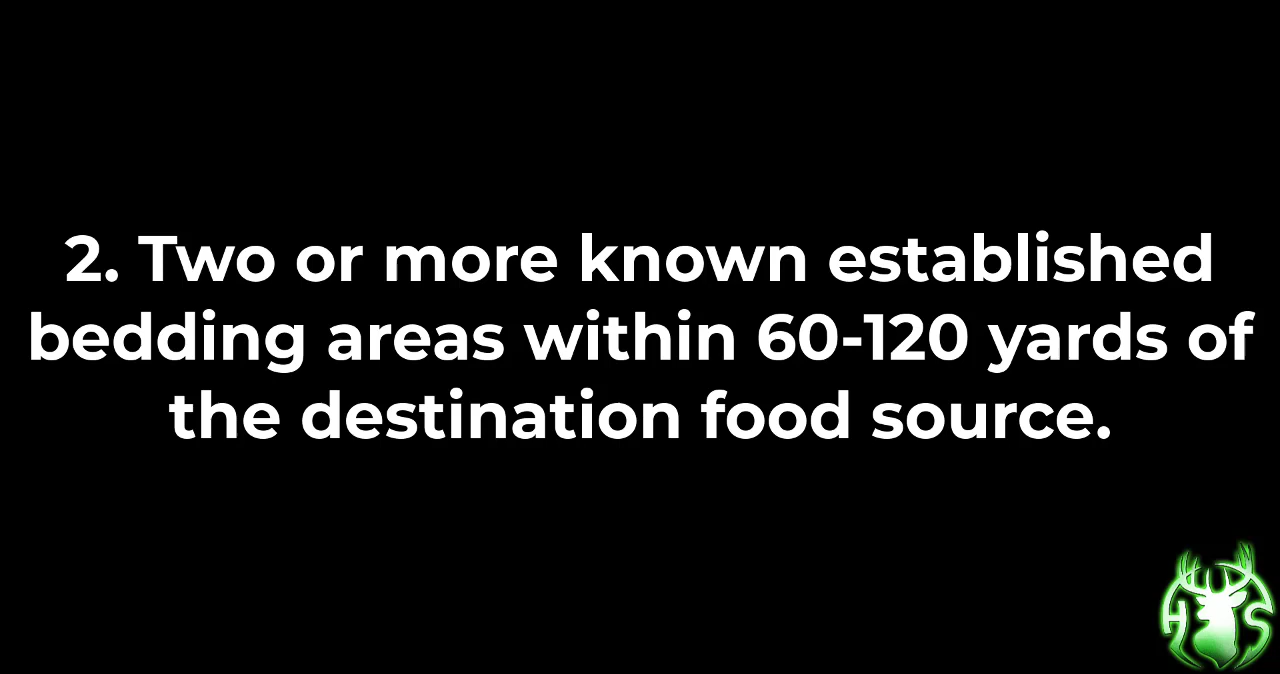 2. Two or more known established
bedding areas within 60-120 yards of
the destination food source.
H S